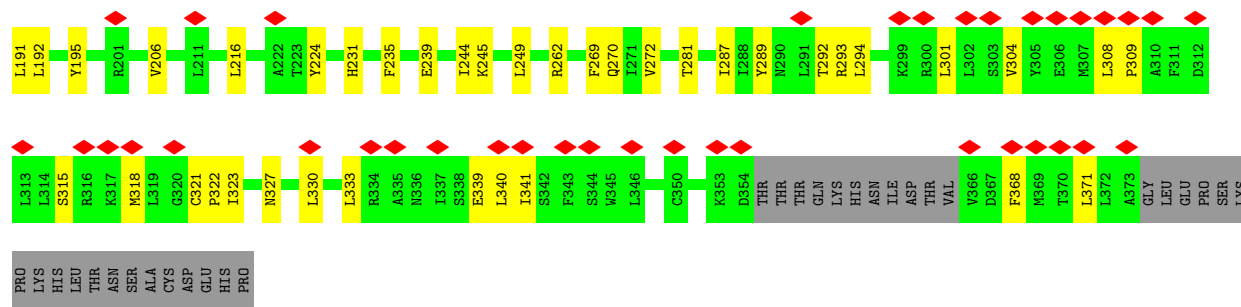 L191 L192 Y195 R201 V206 L211 L216 A222 T223 Y224 H231 F235 E239 I244 K245 L249 R262 F269 Q270 I271 V272 T281 I287 I288 Y289 N290 L291 T292 R293 L294 K299 R300 L301 L302 S303 V304 Y305 E306 M307 L308 P309 A310 F311 D312
L313 L314 S315 R316 K317 M318 L319 G320 C321 P322 I323 N327 L330 L333 R334 A335 N336 I337 S338 E339 L340 I341 S342 F343 S344 W345 L346 C350 K353 D354 THR THR THR GLN LYS HIS ASN ILE ASP THR VAL V366 D367 F368 M369 T370 L371 L372 A373 GLY LEU GLU PRO SER LYS
PRO LYS HIS LEU THR ASN SER ALA CYS ASP GLU HIS PRO